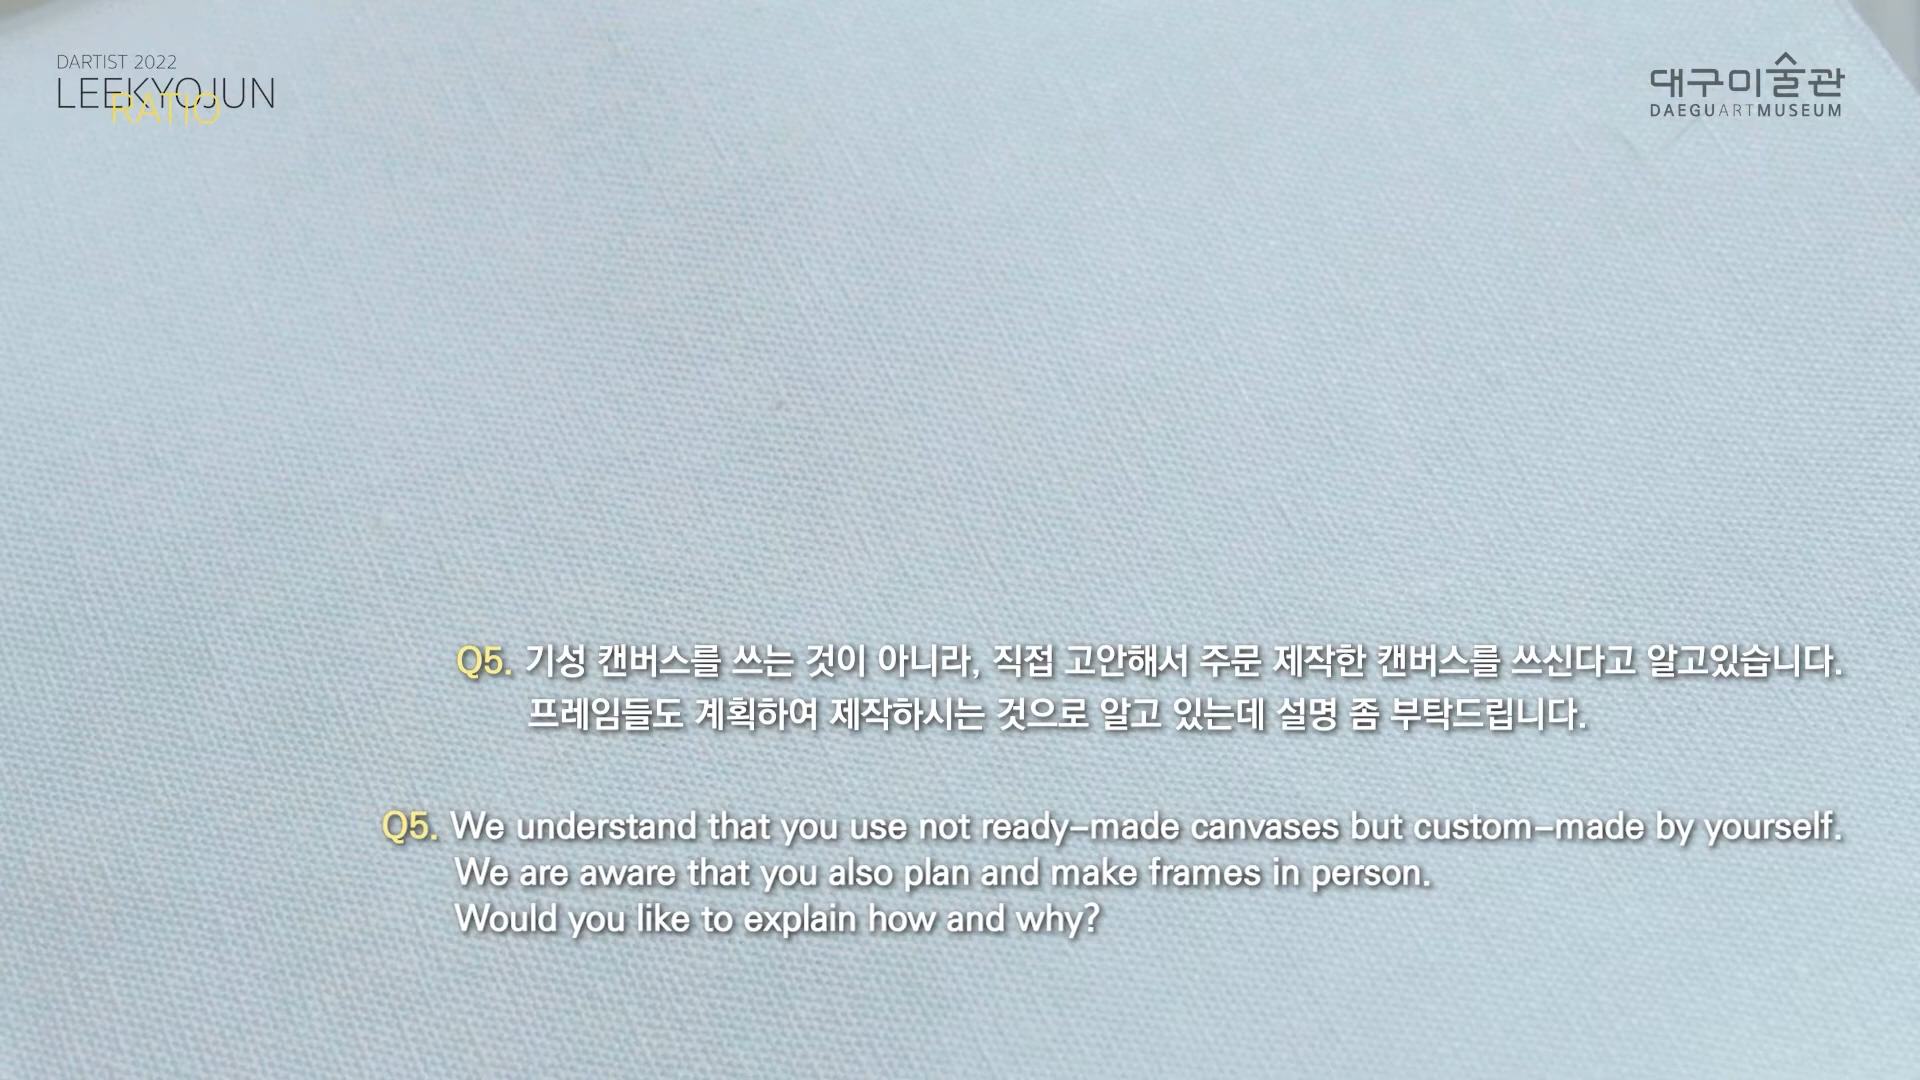 DARTIST 2022
LEEKYOJUN
RATIO
대구미술관
DAEGUARTMUSEUM
Q5. 기성 캔버스를 쓰는 것이 아니라, 직접 고안해서 주문 제작한 캔버스를 쓰신다고 알고있습니다.
프레임들도 계획하여 제작하시는 것으로 알고 있는데 설명 좀 부탁드립니다.
Q5. We understand that you use not ready–made canvases but custom–made by yourself.
We are aware that you also plan and make frames in person.
Would you like to explain how and why?